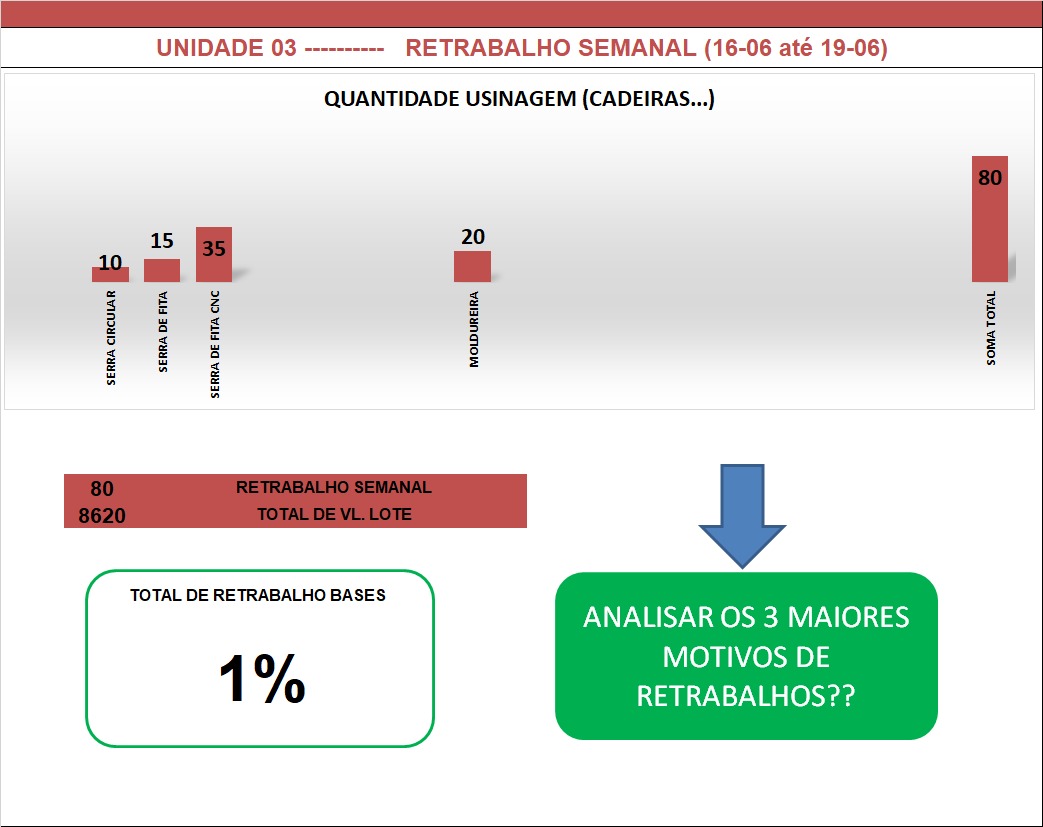 UNIDADE 03 ---------- RETRABALHO SEMANAL (16-06 até 19-06)
QUANTIDADE USINAGEM (CADEIRAS...)
10
15
35
20
80
SERRA CIRCULAR
SERRA DE FITA
SERRA DE FITA CNC
MOLDUREIRA
SOMA TOTAL
80 RETRABALHO SEMANAL
8620 TOTAL DE VL. LOTE
TOTAL DE RETRABALHO BASES
1%
ANALISAR OS 3 MAIORES
MOTIVOS DE
RETRABALHOS??